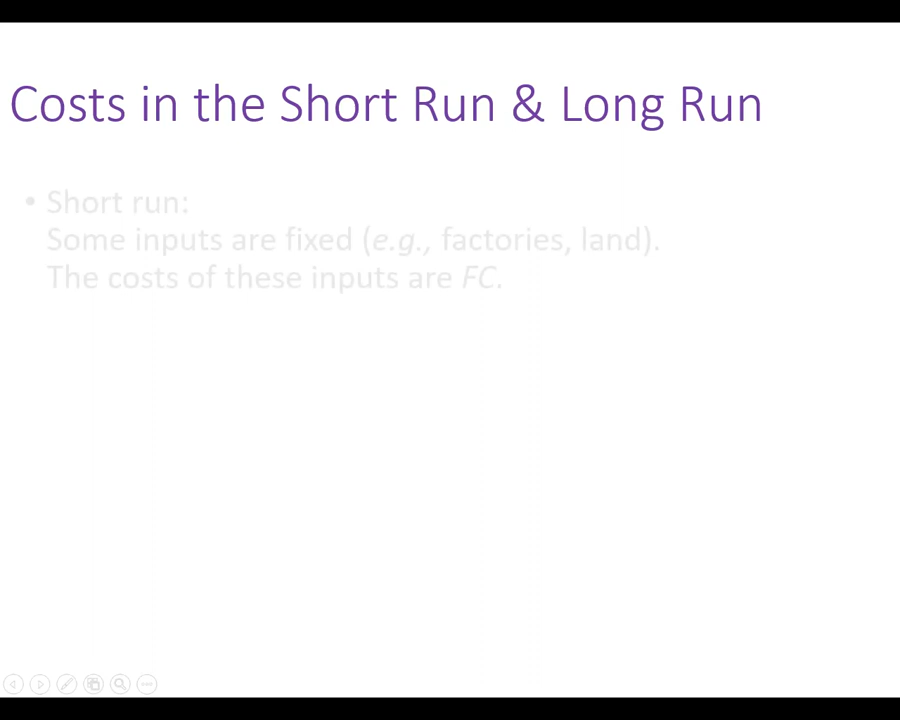 Costs in the Short Run & Long Run
• Short run:
Some inputs are fixed (e.g., factories, land).
The costs of these inputs are FC.